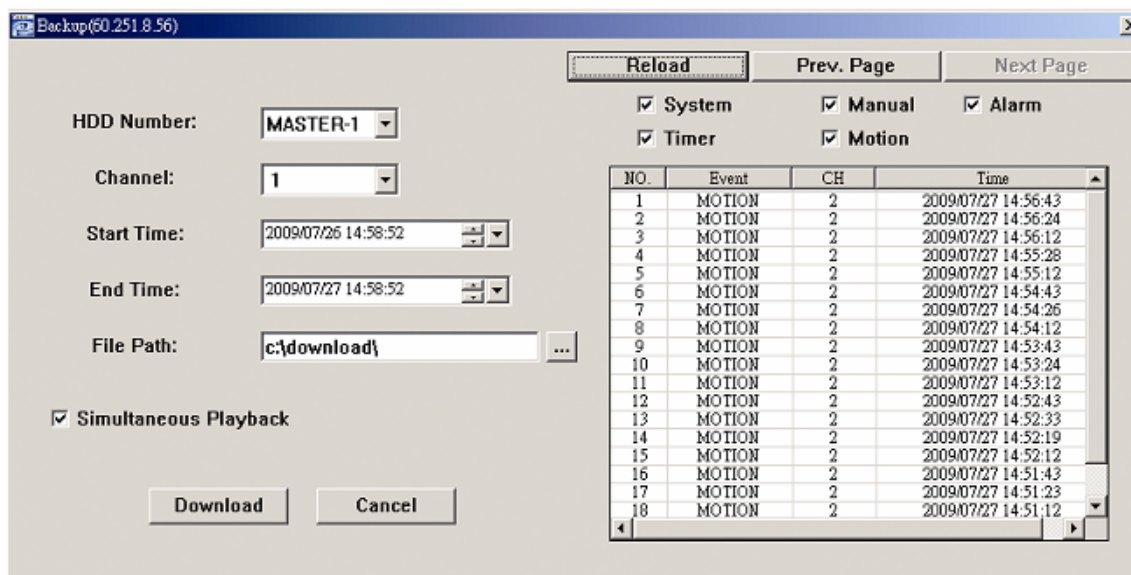 Backup(60.251.8.56)
Reload Prev. Page Next Page
System Manual Alarm
Timer Motion
HDD Number: MASTER-1
Channel: 1
Start Time: 2009/07/26 14:58:52
End Time: 2009/07/27 14:58:52
File Path: c:\download\ ...
Simultaneous Playback
Download Cancel
NO. Event CH Time
1 MOTION 2 2009/07/27 14:56:43
2 MOTION 2 2009/07/27 14:56:24
3 MOTION 2 2009/07/27 14:56:12
4 MOTION 2 2009/07/27 14:55:28
5 MOTION 2 2009/07/27 14:55:12
6 MOTION 2 2009/07/27 14:54:43
7 MOTION 2 2009/07/27 14:54:26
8 MOTION 2 2009/07/27 14:54:12
9 MOTION 2 2009/07/27 14:53:43
10 MOTION 2 2009/07/27 14:53:24
11 MOTION 2 2009/07/27 14:53:12
12 MOTION 2 2009/07/27 14:52:43
13 MOTION 2 2009/07/27 14:52:33
14 MOTION 2 2009/07/27 14:52:19
15 MOTION 2 2009/07/27 14:52:12
16 MOTION 2 2009/07/27 14:51:43
17 MOTION 2 2009/07/27 14:51:23
18 MOTION 2 2009/07/27 14:51:12